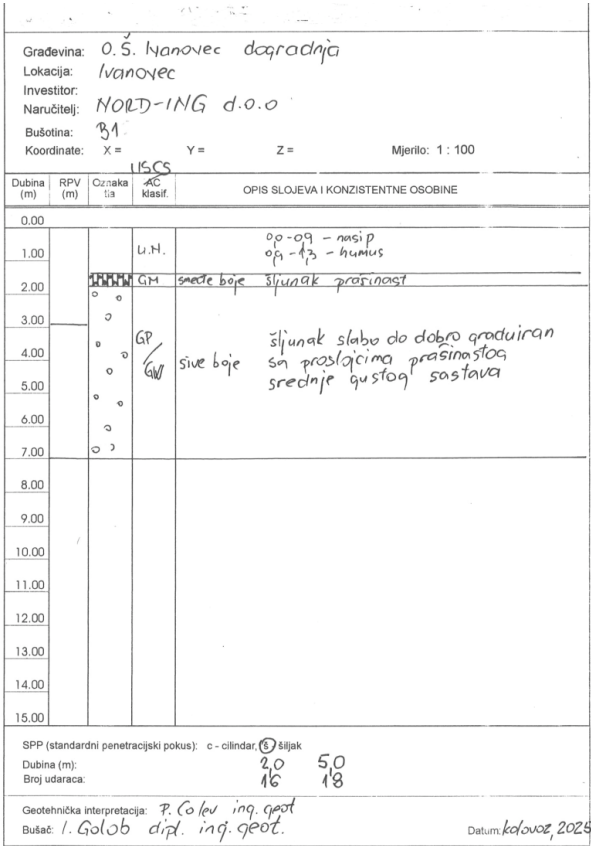 Građevina: O.Š. Ivanovec dogradnja
Lokacija: Ivanovec
Investitor:
Naručitelj: NORD-ING d.o.o
Bušotina: B1
Koordinate: X = Y = Z = Mjerilo: 1 : 100
USCS
Dubina (m) RPV (m) Oznaka tla AC klasif. OPIS SLOJEVA I KONZISTENTNE OSOBINE
0.00
0,0-0,9 - nasip
1.00 U.N. 0,9-1,3 - humus
GM smeđe boje šljunak prašinast
2.00
3.00
GP šljunak slabo do dobro graduiran
4.00 / GW sive boje sa proslojcima prašinastog
5.00 srednje gustog sastava
6.00
7.00
8.00
9.00
10.00
11.00
12.00
13.00
14.00
15.00
SPP (standardni penetracijski pokus): c - cilindar, š šiljak
Dubina (m): 2,0 5,0
Broj udaraca: 16 18
Geotehnička interpretacija: P. Colev ing. geot
Bušač: I. Golob dipl. ing. geot. Datum: kolovoz, 2025